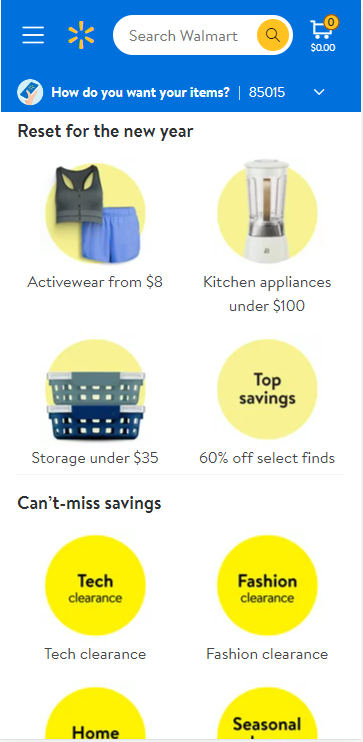 Search Walmart
0
$0.00
How do you want your items? | 85015
Reset for the new year
Activewear from $8
Kitchen appliances
under $100
Top
savings
Storage under $35
60% off select finds
Can't-miss savings
Tech
clearance
Fashion
clearance
Tech clearance
Fashion clearance
Home
Seasonal